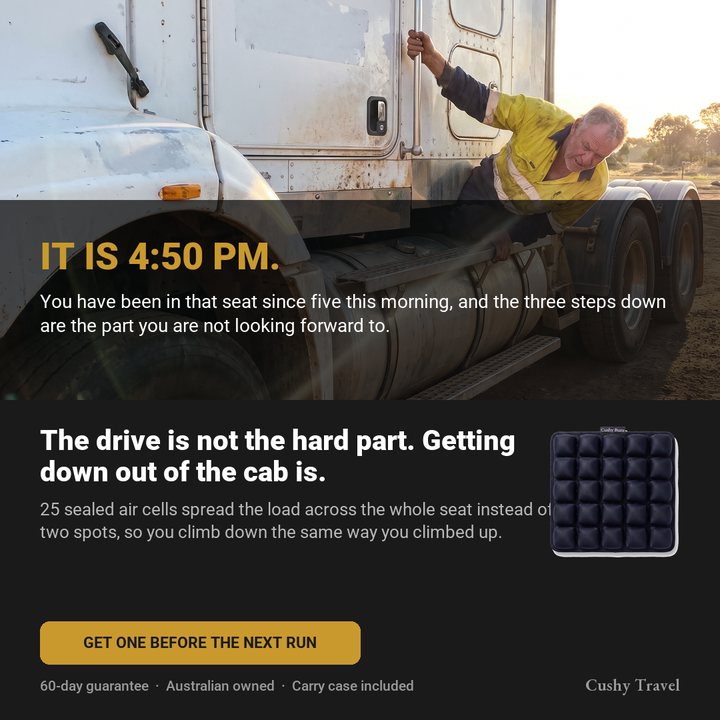 IT IS 4:50 PM.
You have been in that seat since five this morning, and the three steps down
are the part you are not looking forward to.
The drive is not the hard part. Getting
down out of the cab is.
25 sealed air cells spread the load across the whole seat instead of
two spots, so you climb down the same way you climbed up.
GET ONE BEFORE THE NEXT RUN
60-day guarantee · Australian owned · Carry case included
Cushy Travel